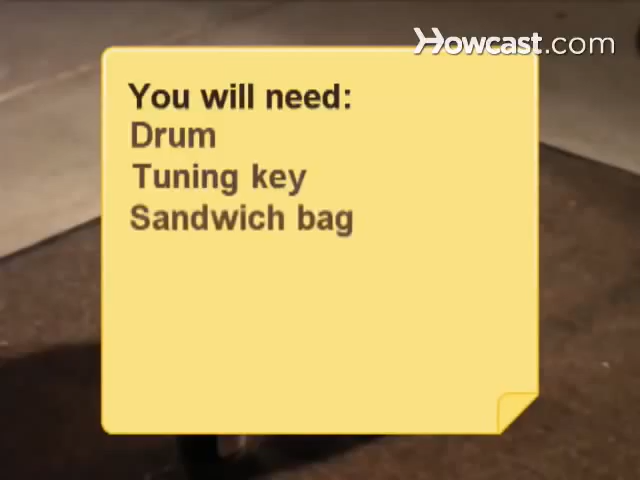 Howcast.com
You will need:
Drum
Tuning key
Sandwich bag